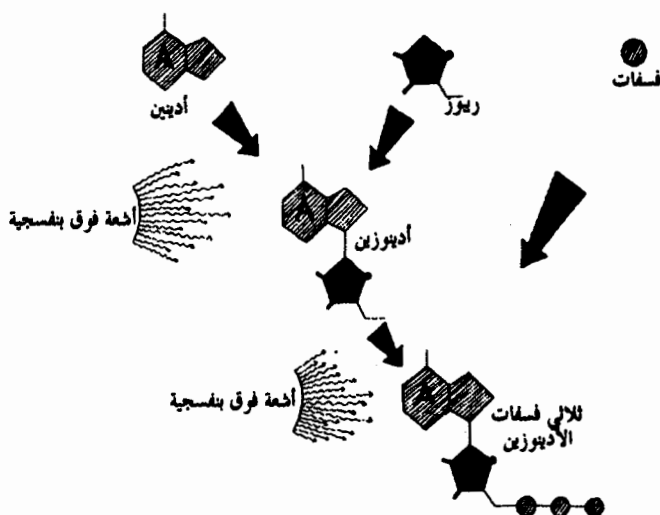 A
أدينين
ريبوز
فسفات
أشعة فوق بنفسجية
A
أدينوزين
أشعة فوق بنفسجية
A
ثلاثي فسفات
الأدينوزين